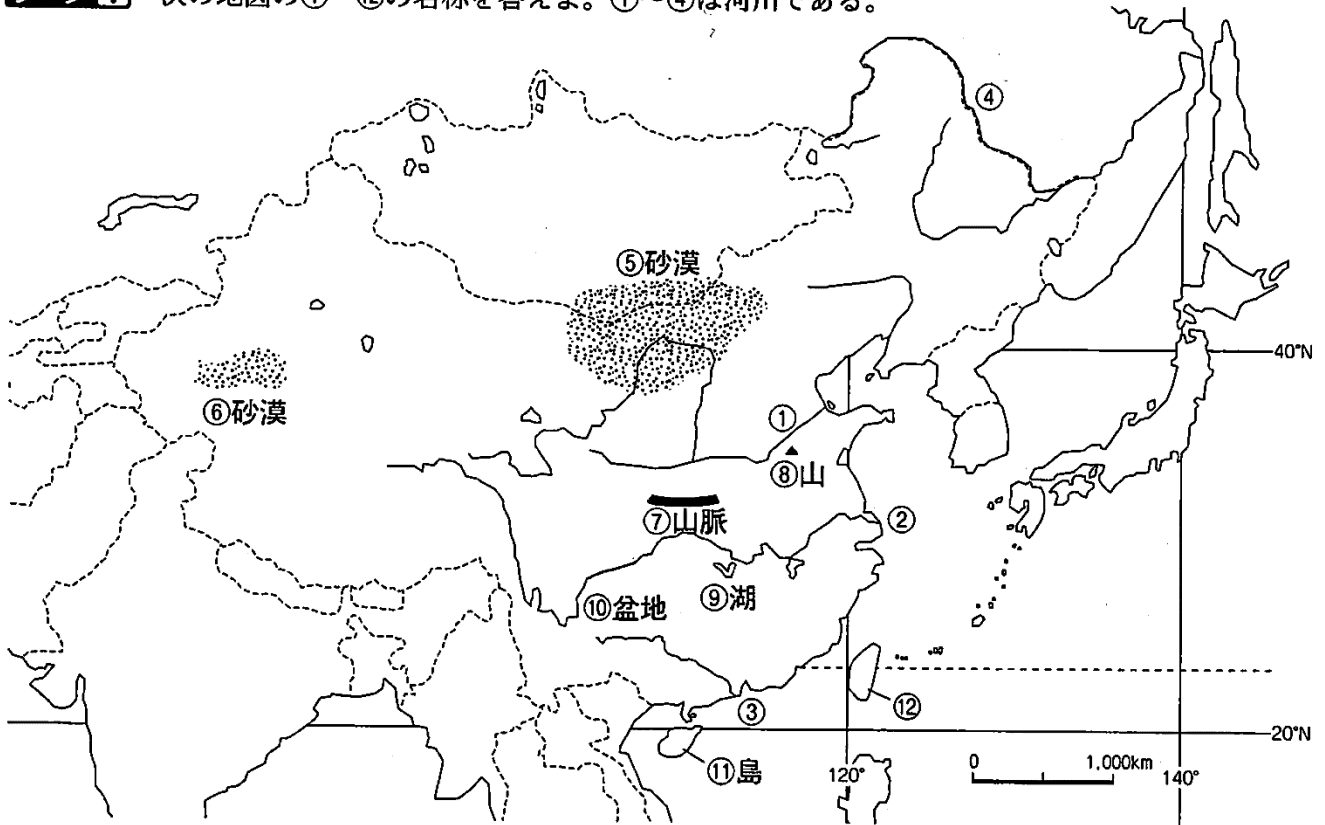 次の地図の①～⑫の名称を答えよ。①～④は河川である。
④
⑤砂漠
40°N
⑥砂漠
①
⑧山
②
⑦山脈
⑨湖
⑩盆地
⑫
③
20°N
⑪島
120°
0 1,000km
140°